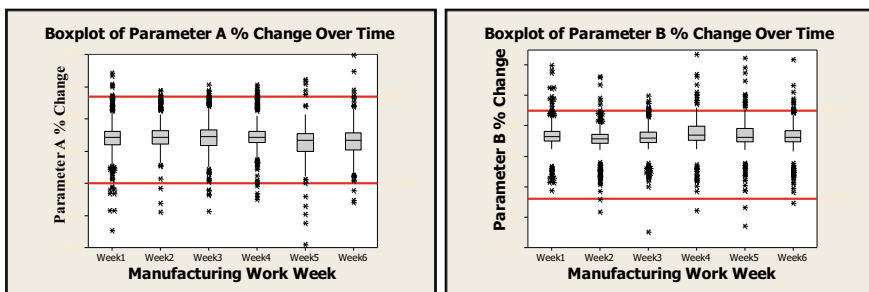 Boxplot of Parameter A % Change Over Time
Parameter A % Change
Week1 Week2 Week3 Week4 Week5 Week6
Manufacturing Work Week
Boxplot of Parameter B % Change Over Time
Parameter B % Change
Week1 Week2 Week3 Week4 Week5 Week6
Manufacturing Work Week